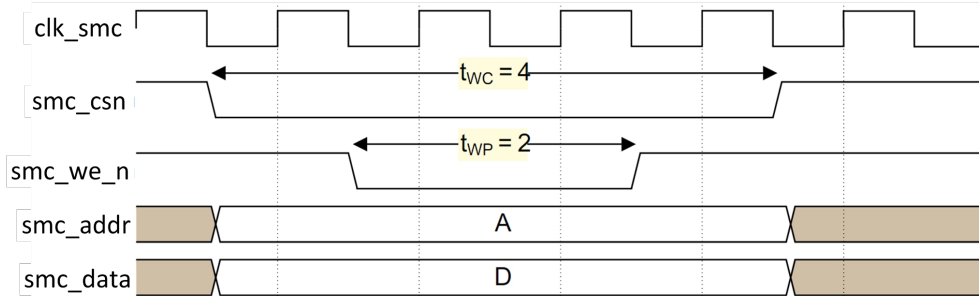 clk_smc
t_WC = 4
smc_csn
t_WP = 2
smc_we_n
smc_addr A
smc_data D